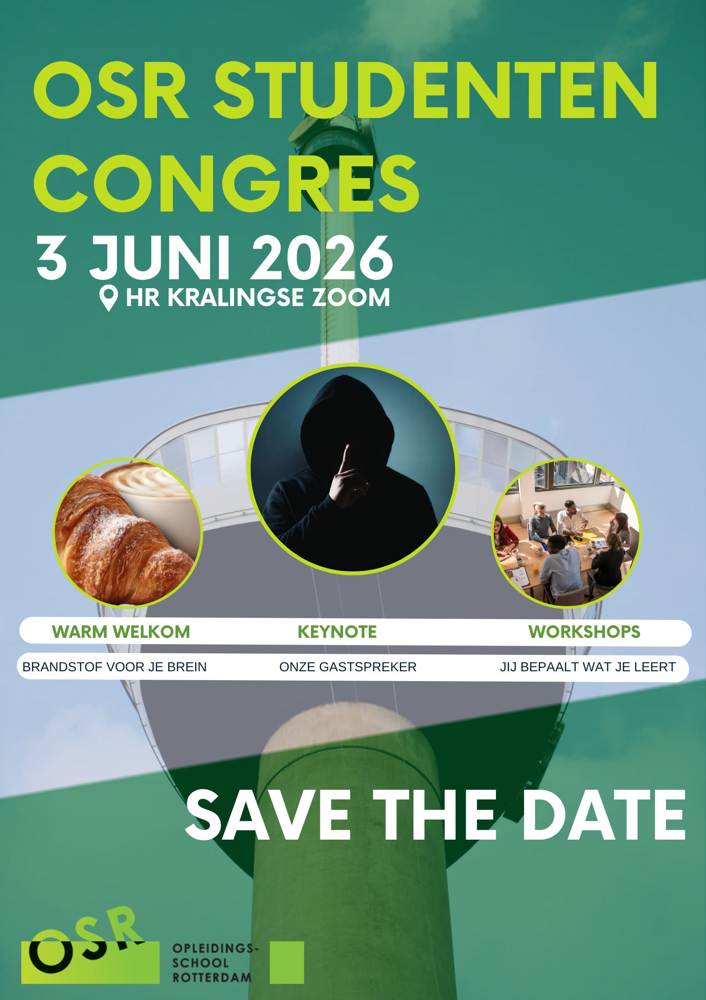 OSR STUDENTEN
CONGRES
3 JUNI 2026
HR KRALINGSE ZOOM
WARM WELKOM KEYNOTE WORKSHOPS
BRANDSTOF VOOR JE BREIN ONZE GASTSPREKER JIJ BEPAALT WAT JE LEERT
SAVE THE DATE
OSR
OPLEIDINGS-
SCHOOL
ROTTERDAM